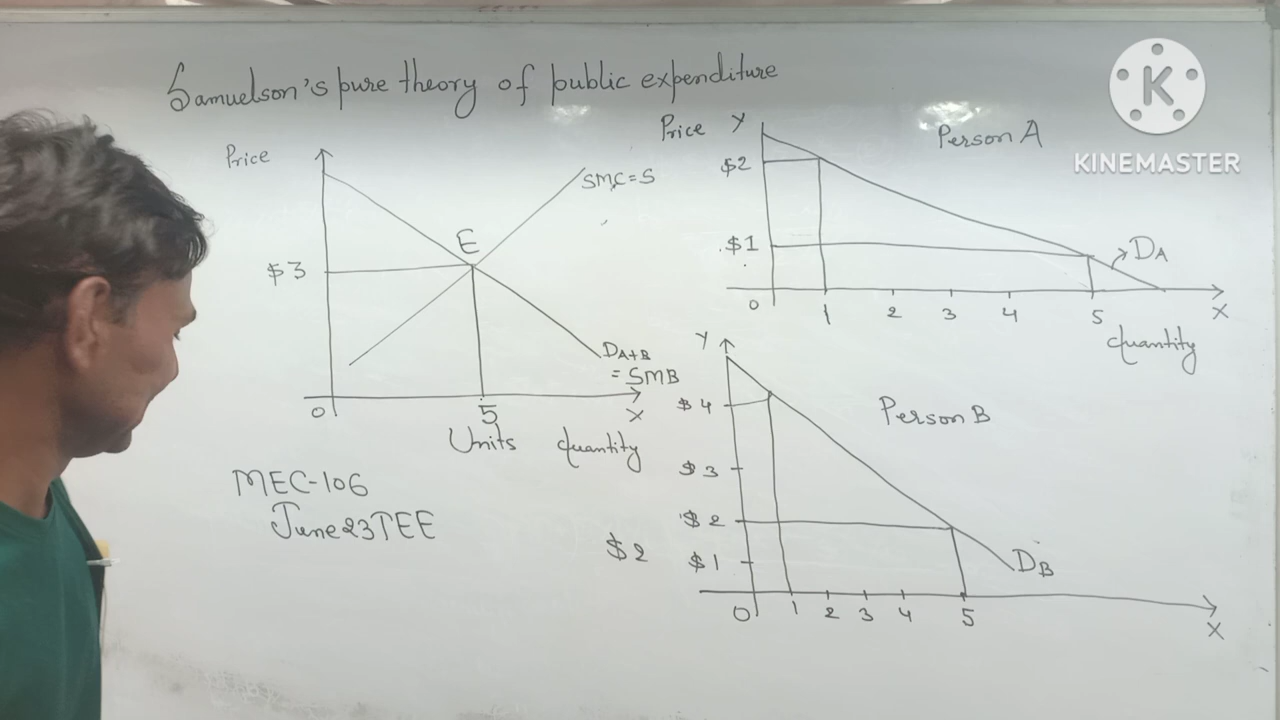 Samuelson's pure theory of public expenditure
Price
SMC=S
E
$3
D A+B
= SMB
0
5
X
Units quantity
MEC-106
June23TEE
Price Y
Person A
$2
$1
DA
0 1 2 3 4 5 X
quantity
Y
$4
Person B
$3
$2
$1
$2
DB
0 1 2 3 4 5
X
K
KINEMASTER